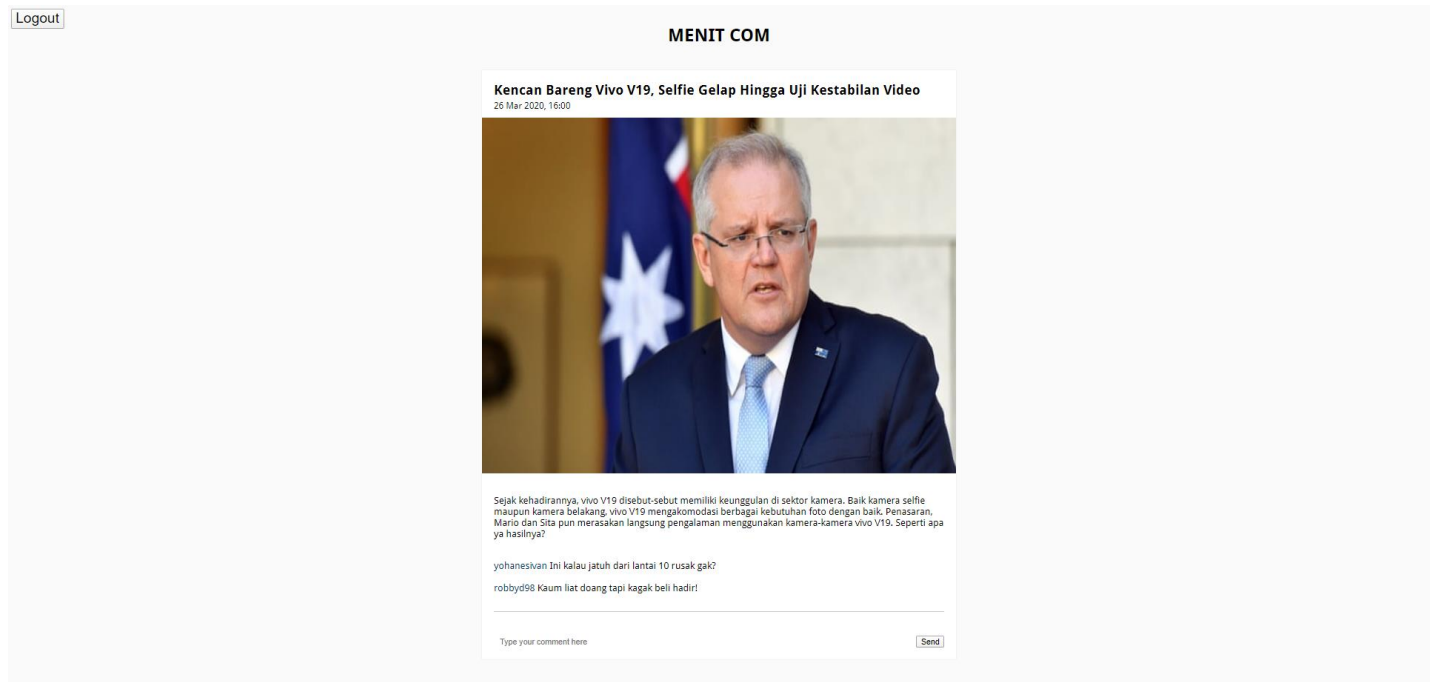 Logout
MENIT COM
Kencan Bareng Vivo V19, Selfie Gelap Hingga Uji Kestabilan Video
26 Mar 2020, 16:00
Sejak kehadirannya, vivo V19 disebut-sebut memiliki keunggulan di sektor kamera. Baik kamera selfie
maupun kamera belakang, vivo V19 mengakomodasi berbagai kebutuhan foto dengan baik. Penasaran,
Mario dan Sita pun merasakan langsung pengalaman menggunakan kamera-kamera vivo V19. Seperti apa
ya hasilnya?
yohanesivan Ini kalau jatuh dari lantai 10 rusak gak?
robbyd98 Kaum liat doang tapi kagak beli hadir!
Type your comment here
Send